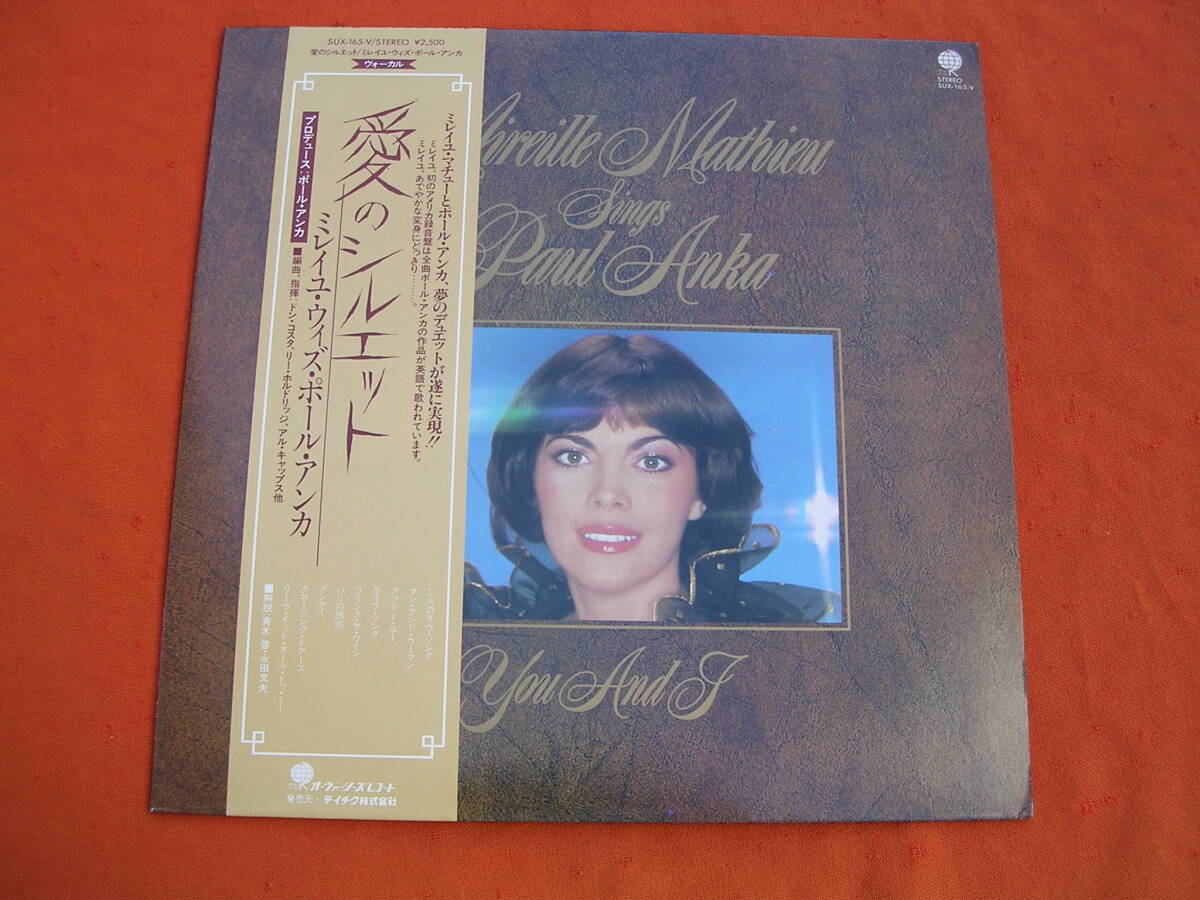 SUX-165-V/STEREO ¥2,500
愛のシルエット/ミレイユ・ウィズ・ポール・アンカ
ヴォーカル
ミレイユ・マチューとポール・アンカ、夢のデュエットが遂に実現!!
ミレイユ、初のアメリカ録音盤は全曲ポール・アンカの作品が英語で歌われています。
ミレイユ、あでやかな変身にどっきり………。
愛のシルエット
ミレイユ・ウィズ・ポール・アンカ
プロデュース:ポール・アンカ
■編曲、指揮:ドン・コスタ、リー・ホルドリッジ、アル・キャップス他
二人のラヴ・ソング
マン・アンド・ウーマン
アフター・ユー
ライフ・ソング
ブリング・ザ・ワイン
パリの誘惑
アンディ
クロージング・ドアーズ
リーヴ・イット・オール・トゥ・ミー
■解説:青木 啓・永田文夫
オーヴァーシーズレコード
発売元・テイチク株式会社
STEREO
SUX-165-V
Mireille Mathieu
Sings
Paul Anka
You And I